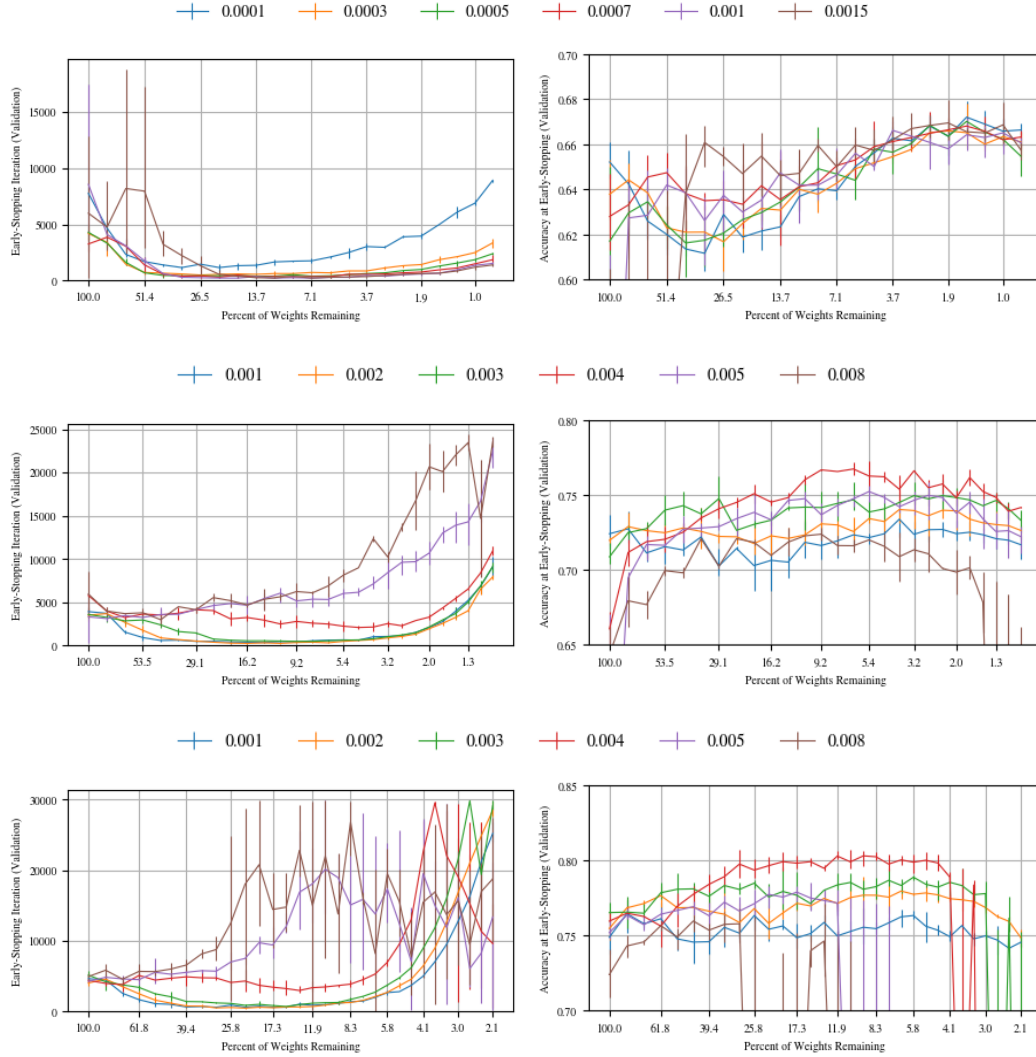 0.0001 0.0003 0.0005 0.0007 0.001 0.0015
Early-Stopping Iteration (Validation)
15000
10000
5000
0
100.0 51.4 26.5 13.7 7.1 3.7 1.9 1.0
Percent of Weights Remaining
Accuracy at Early-Stopping (Validation)
0.70
0.68
0.66
0.64
0.62
0.60
100.0 51.4 26.5 13.7 7.1 3.7 1.9 1.0
Percent of Weights Remaining
0.001 0.002 0.003 0.004 0.005 0.008
Early-Stopping Iteration (Validation)
25000
20000
15000
10000
5000
0
100.0 53.5 29.1 16.2 9.2 5.4 3.2 2.0 1.3
Percent of Weights Remaining
Accuracy at Early-Stopping (Validation)
0.80
0.75
0.70
0.65
100.0 53.5 29.1 16.2 9.2 5.4 3.2 2.0 1.3
Percent of Weights Remaining
0.001 0.002 0.003 0.004 0.005 0.008
Early-Stopping Iteration (Validation)
30000
20000
10000
0
100.0 61.8 39.4 25.8 17.3 11.9 8.3 5.8 4.1 3.0 2.1
Percent of Weights Remaining
Accuracy at Early-Stopping (Validation)
0.85
0.80
0.75
0.70
100.0 61.8 39.4 25.8 17.3 11.9 8.3 5.8 4.1 3.0 2.1
Percent of Weights Remaining